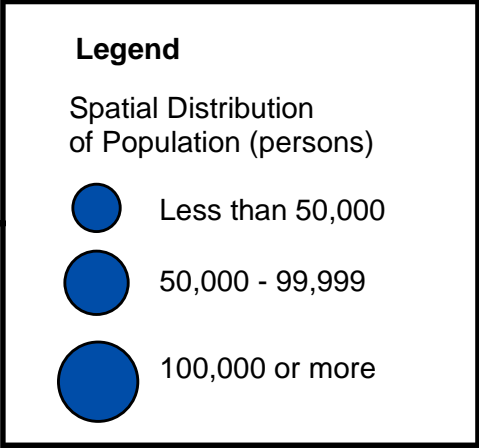 Legend
Spatial Distribution
of Population (persons)
Less than 50,000
50,000 - 99,999
100,000 or more